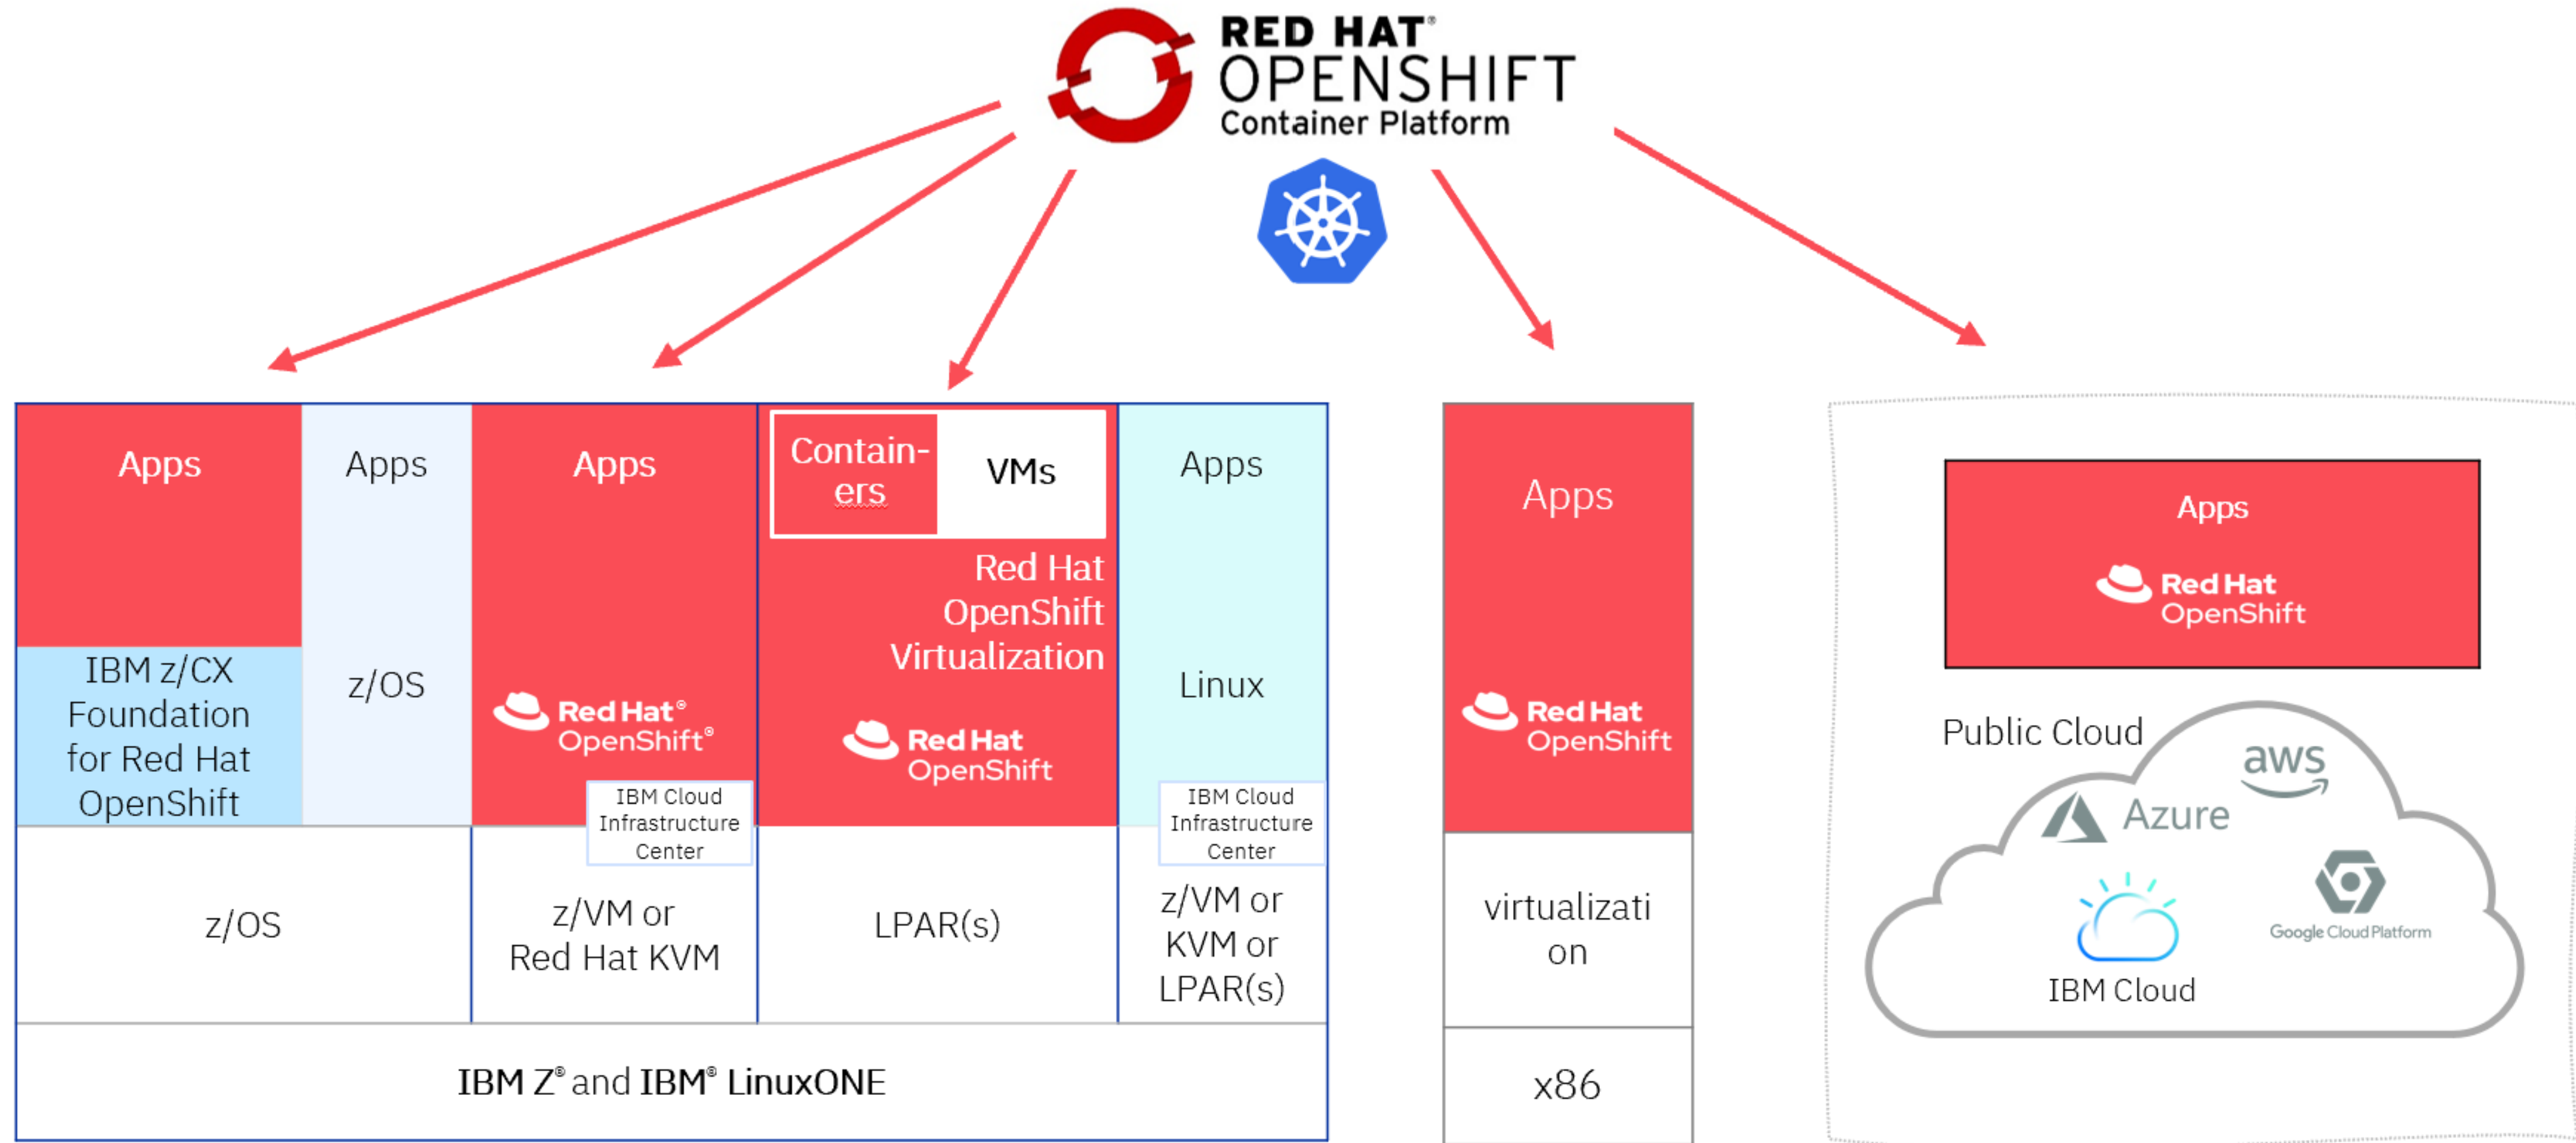 RED HAT®
OPENSHIFT
Container Platform
Apps
IBM z/CX
Foundation
for Red Hat
OpenShift
Apps
z/OS
z/OS
Apps
Red Hat®
OpenShift®
IBM Cloud
Infrastructure
Center
z/VM or
Red Hat KVM
Contain-
ers
VMs
Red Hat
OpenShift
Virtualization
Red Hat
OpenShift
LPAR(s)
Apps
Linux
IBM Cloud
Infrastructure
Center
z/VM or
KVM or
LPAR(s)
IBM Z® and IBM® LinuxONE
Apps
Red Hat
OpenShift
virtualizati
on
x86
Apps
Red Hat
OpenShift
Public Cloud
aws
Azure
Google Cloud Platform
IBM Cloud